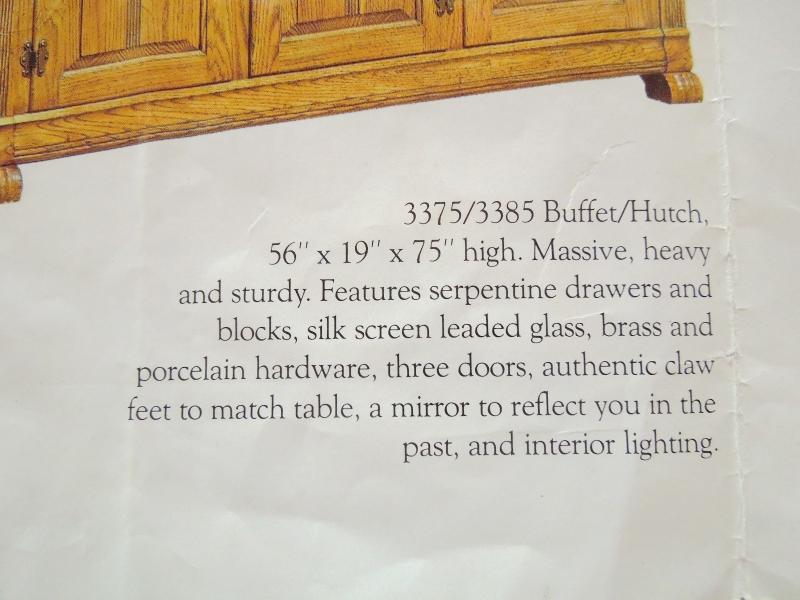 3375/3385 Buffet/Hutch,
56" x 19" x 75" high. Massive, heavy
and sturdy. Features serpentine drawers and
blocks, silk screen leaded glass, brass and
porcelain hardware, three doors, authentic claw
feet to match table, a mirror to reflect you in the
past, and interior lighting.